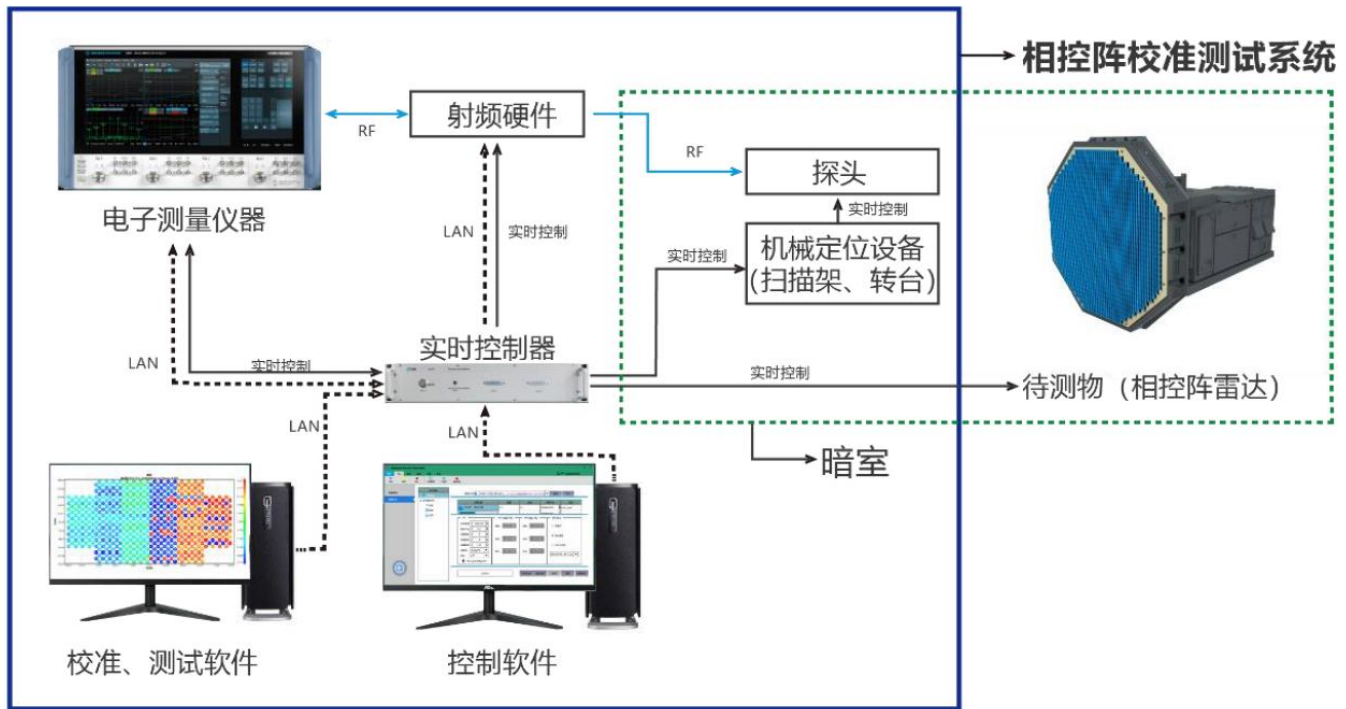 相控阵校准测试系统
RF
射频硬件
RF
探头
电子测量仪器
LAN
实时控制
实时控制
实时控制
机械定位设备
(扫描架、转台)
实时控制器
LAN
实时控制
实时控制
待测物（相控阵雷达）
LAN
LAN
暗室
校准、测试软件
控制软件